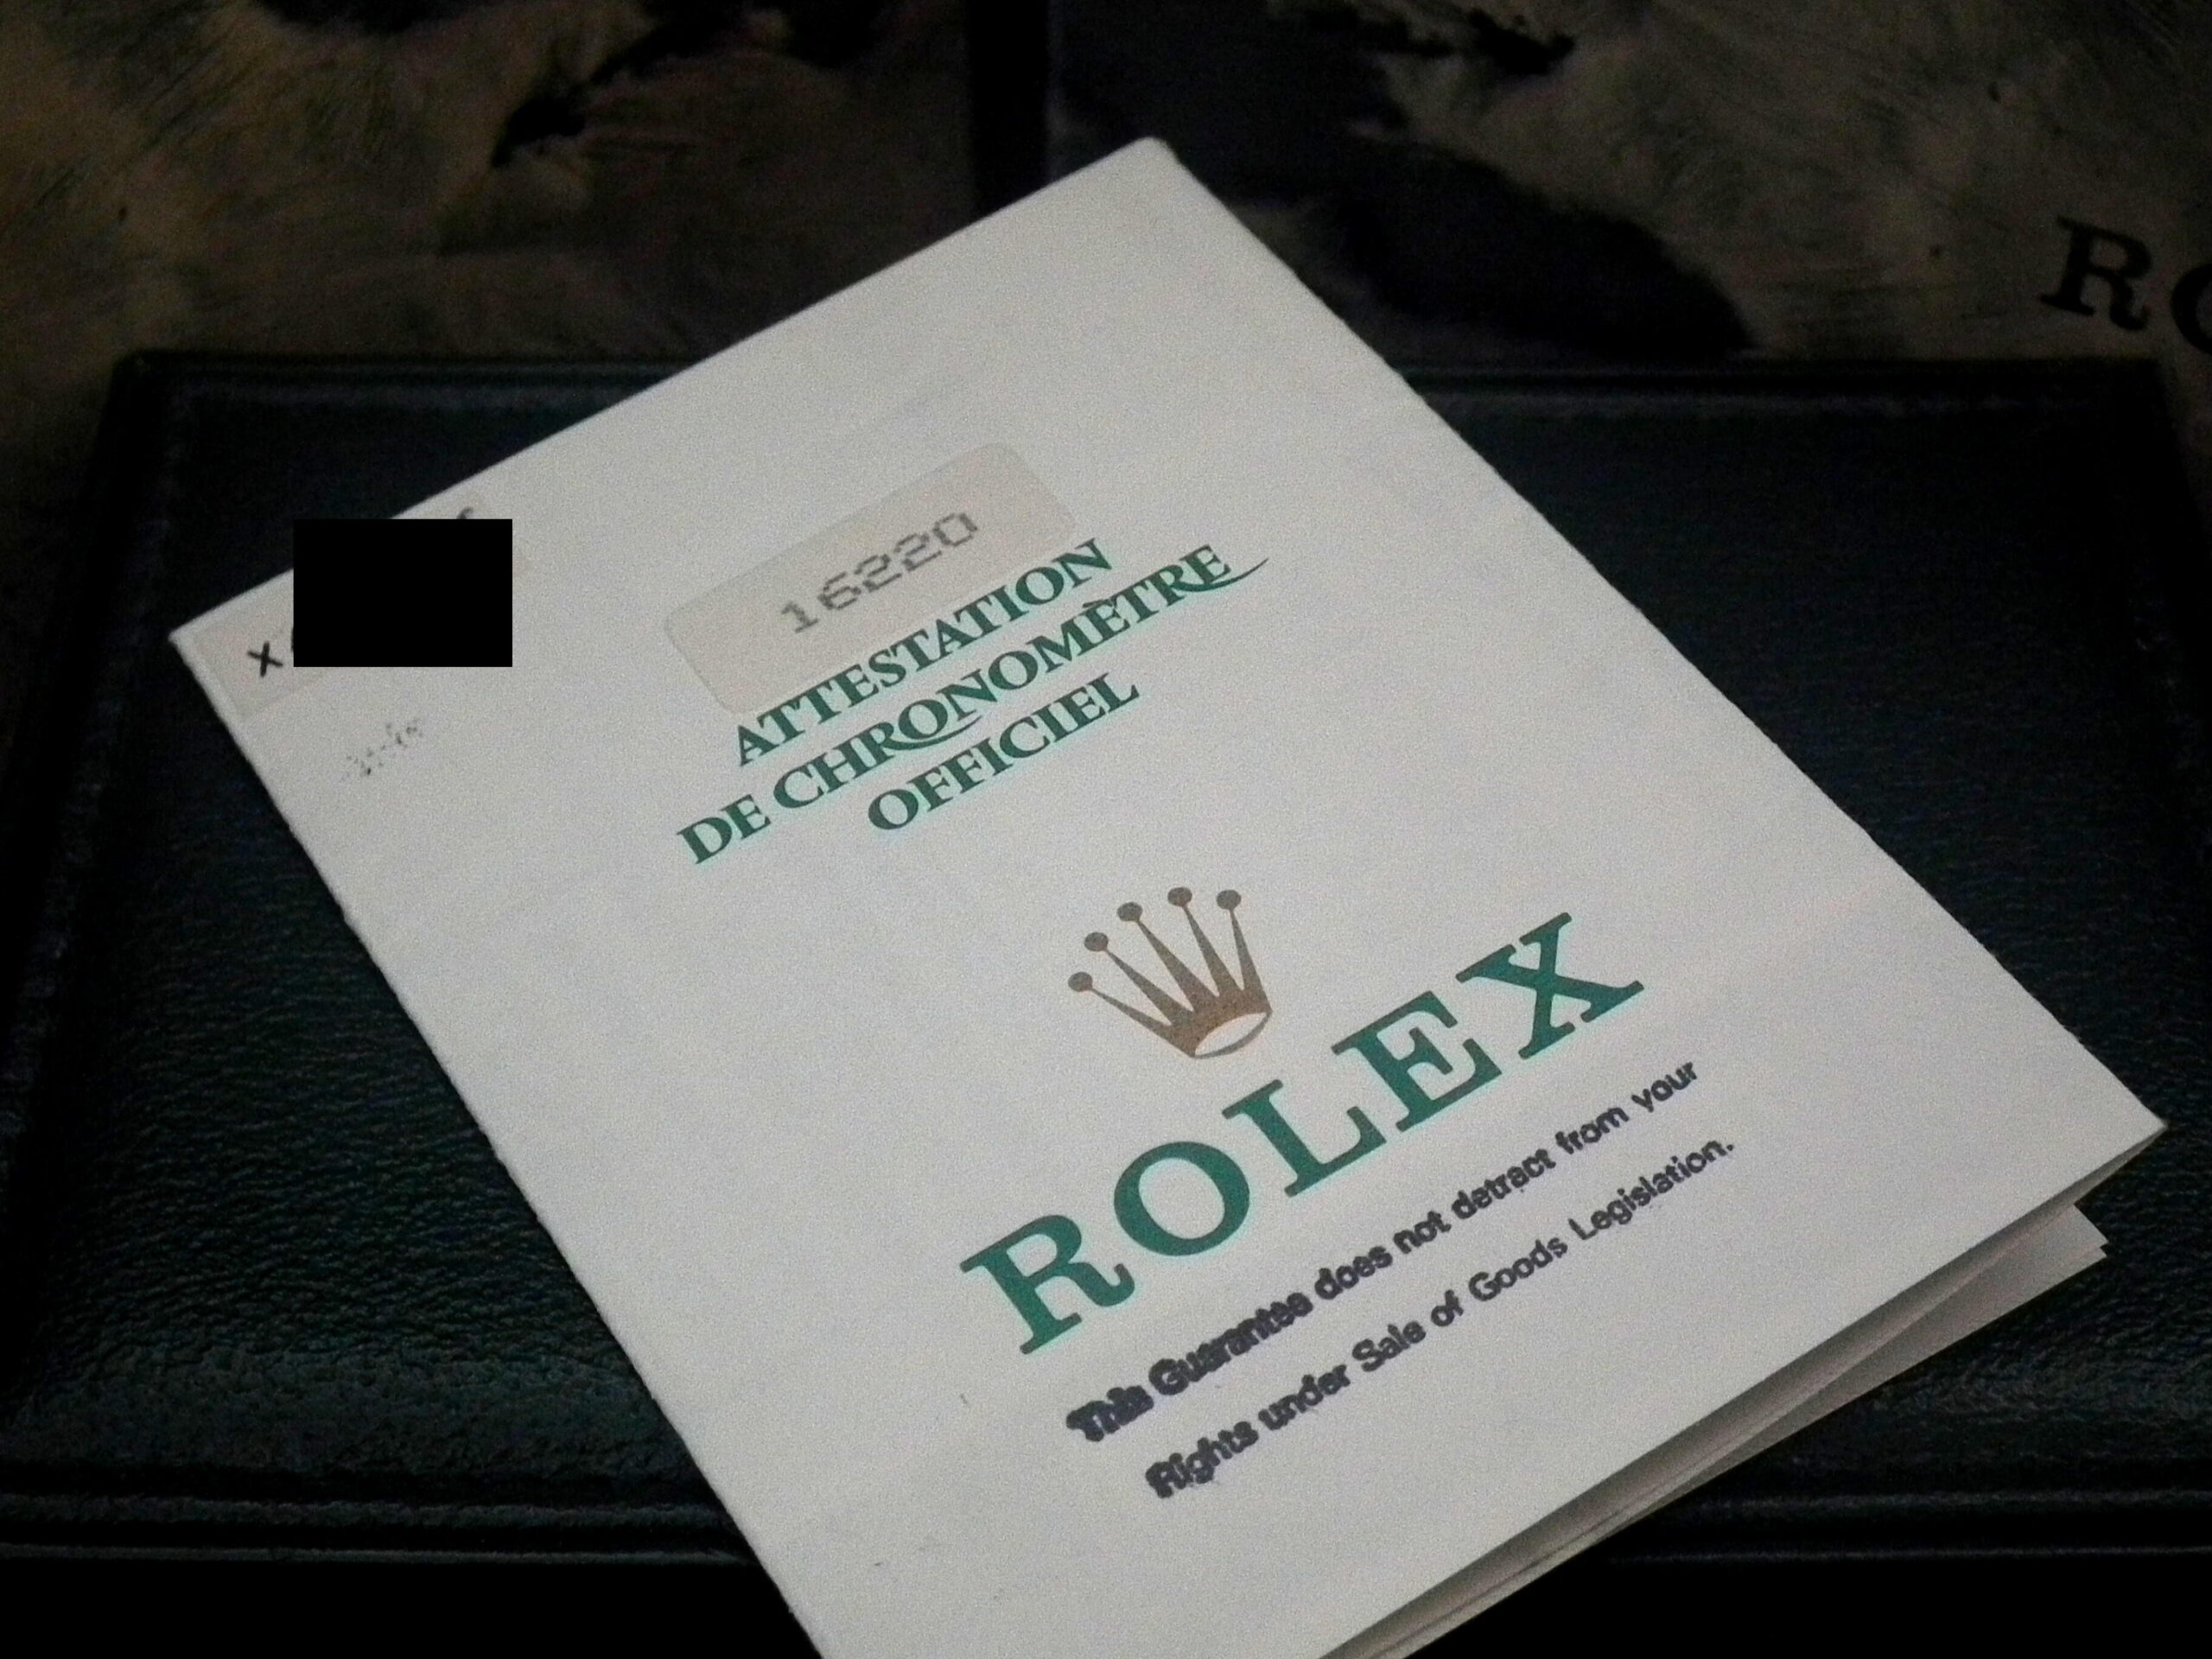 RO
X
16220
ATTESTATION
DE CHRONOMÈTRE
OFFICIEL
ROLEX
This Guarantee does not detract from your
Rights under Sale of Goods Legislation.